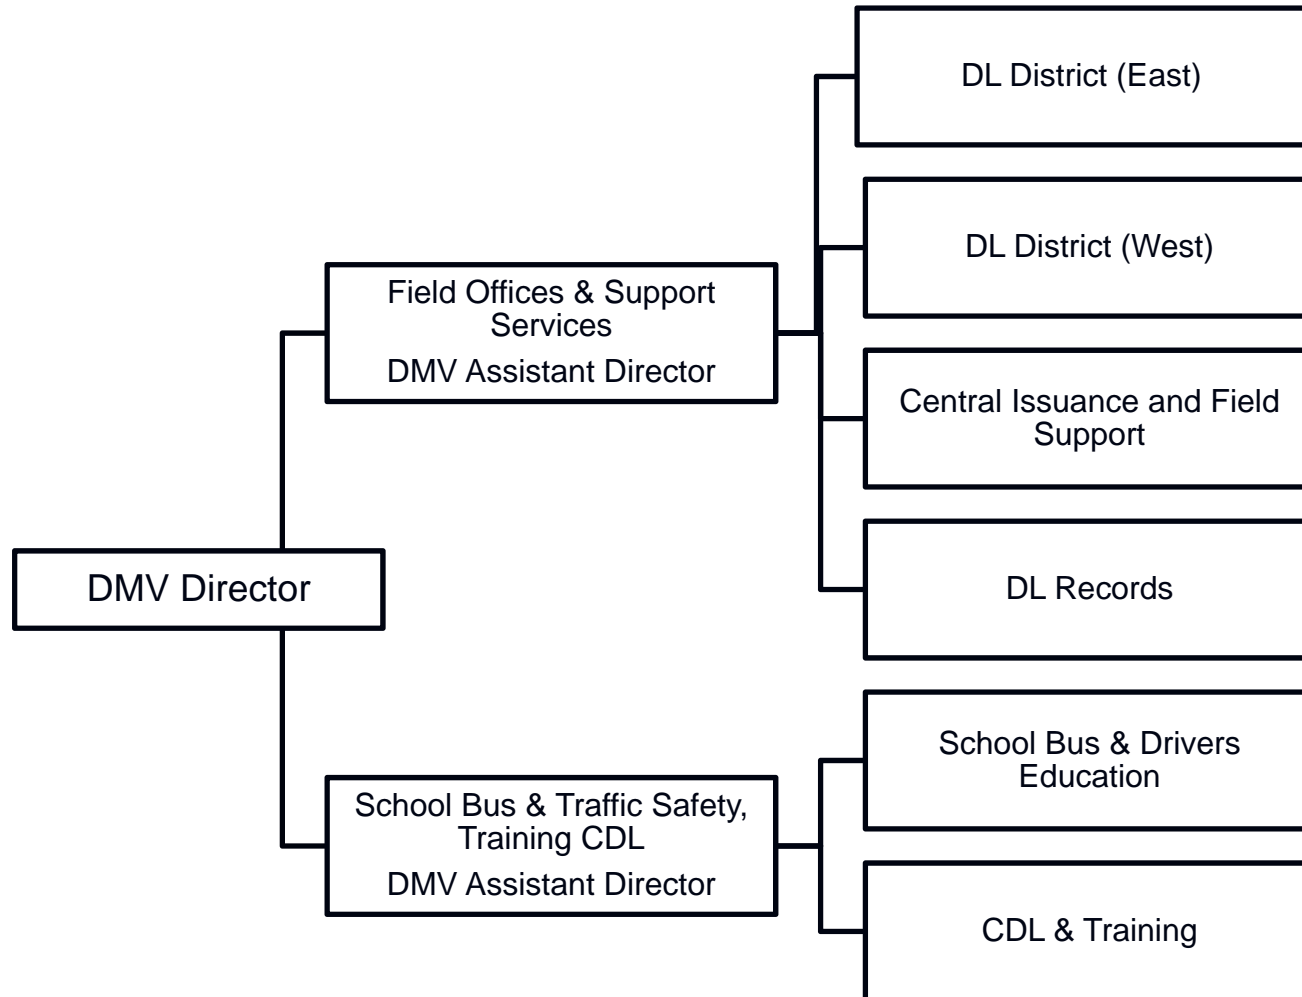 DL District (East)
DL District (West)
Field Offices & Support
Services
DMV Assistant Director
Central Issuance and Field
Support
DMV Director
DL Records
School Bus & Drivers
Education
School Bus & Traffic Safety,
Training CDL
DMV Assistant Director
CDL & Training